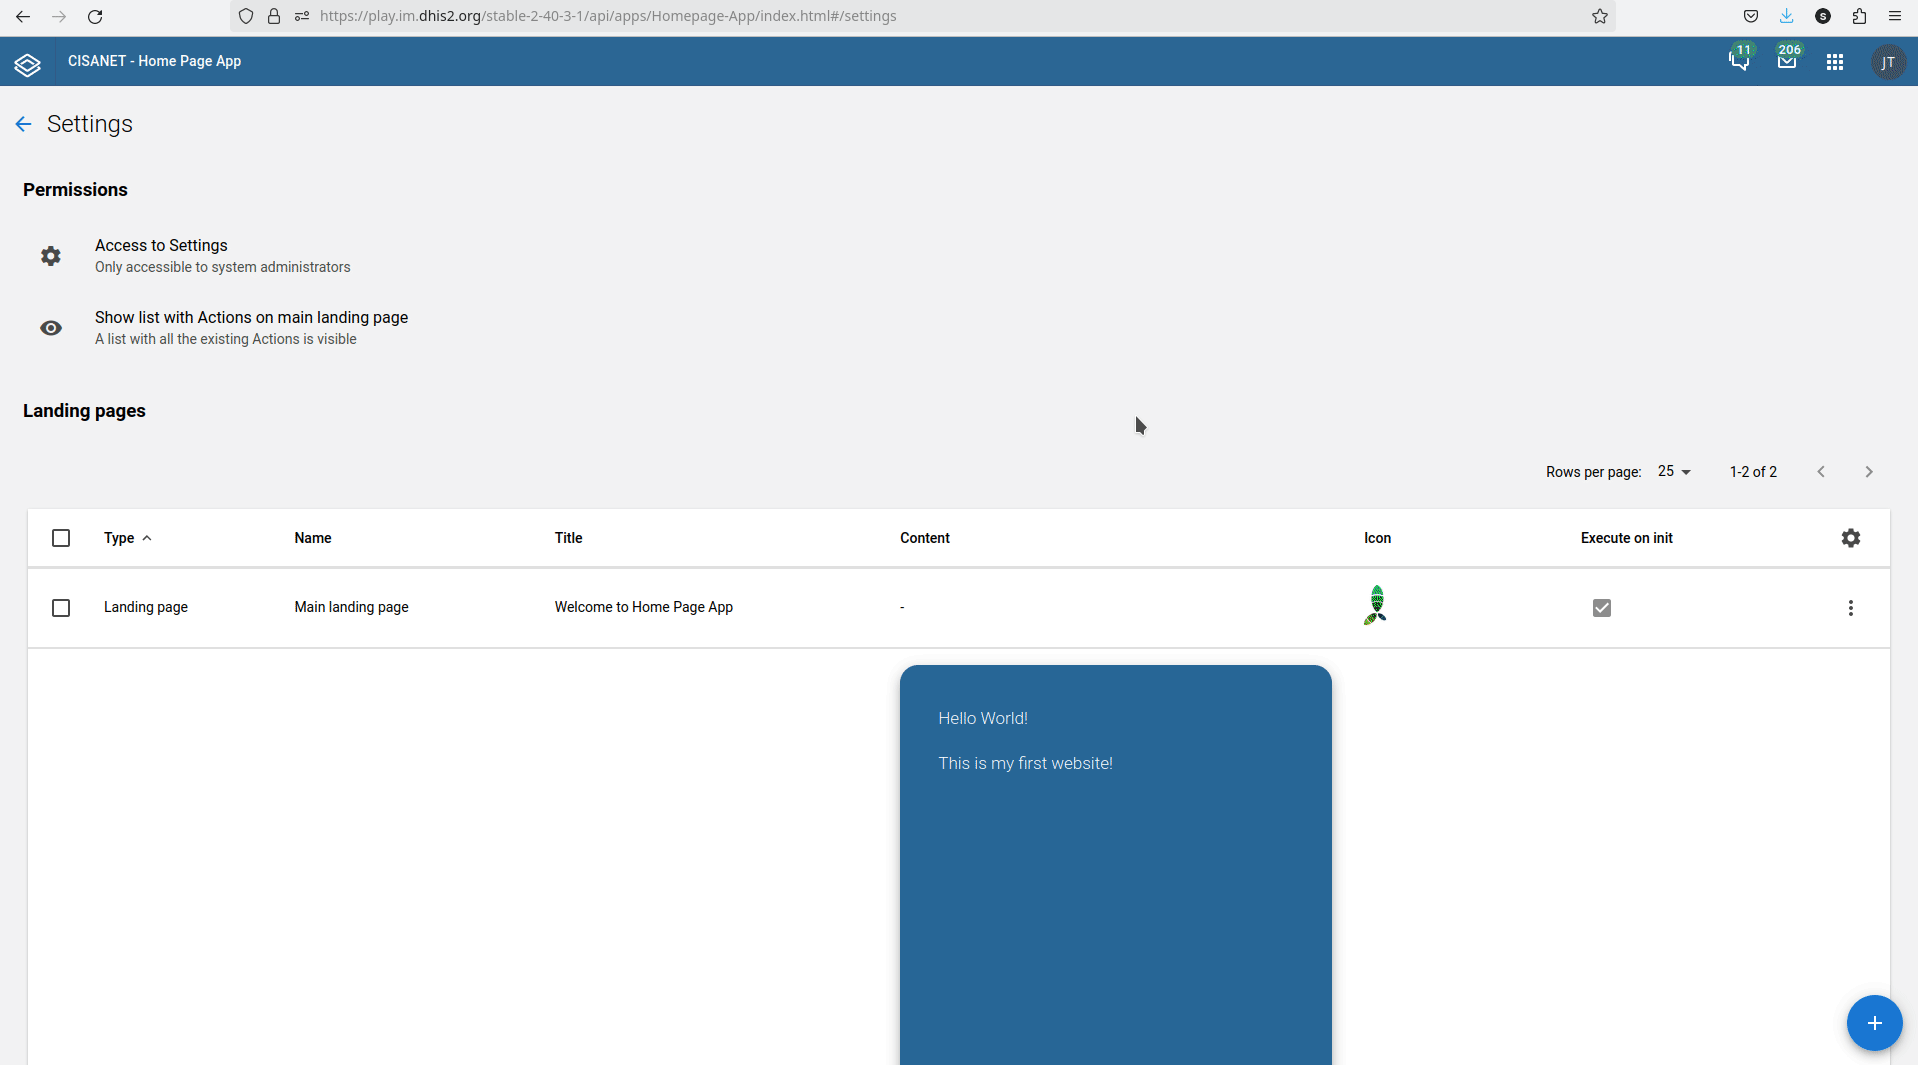 https://play.im.dhis2.org/stable-2-40-3-1/api/apps/Homepage-App/index.html#/settings
S
CISANET - Home Page App
11
206
JT
Settings
Permissions
Access to Settings
Only accessible to system administrators
Show list with Actions on main landing page
A list with all the existing Actions is visible
Landing pages
Rows per page: 25 1-2 of 2
Type Name Title Content Icon Execute on init
Landing page Main landing page Welcome to Home Page App -
Hello World!
This is my first website!